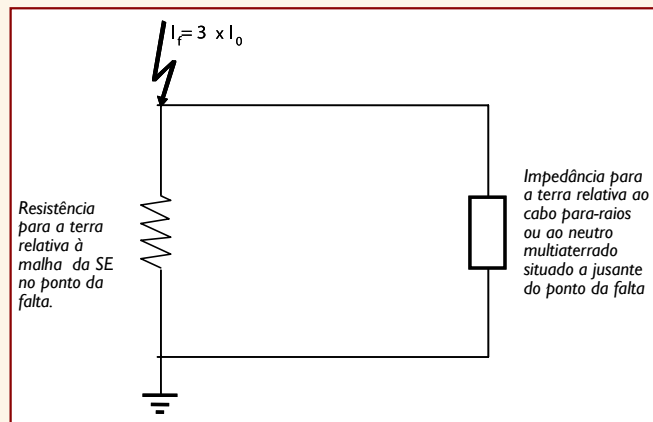 If= 3 x I0
Resistência
para a terra
relativa à
malha da SE
no ponto da
falta.
Impedância para
a terra relativa ao
cabo para-raios
ou ao neutro
multiaterrado
situado a jusante
do ponto da falta